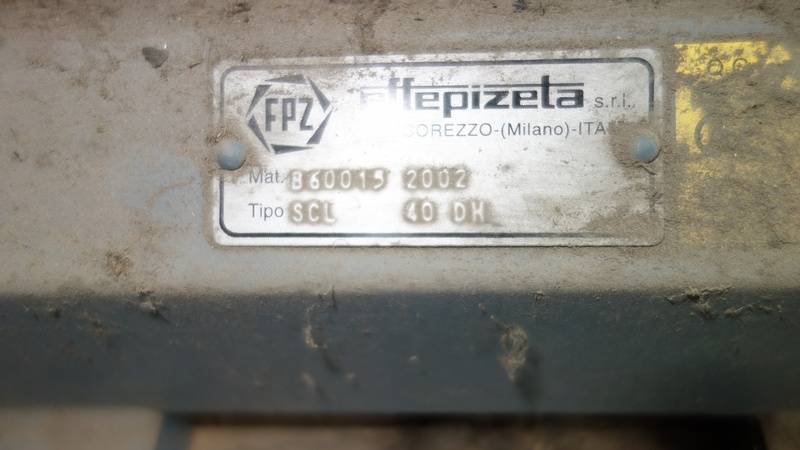 FPZ effepizeta s.r.l.
COREZZO-(Milano)-ITA
Mat. B60015 2002
Tipo SCL 40 DH